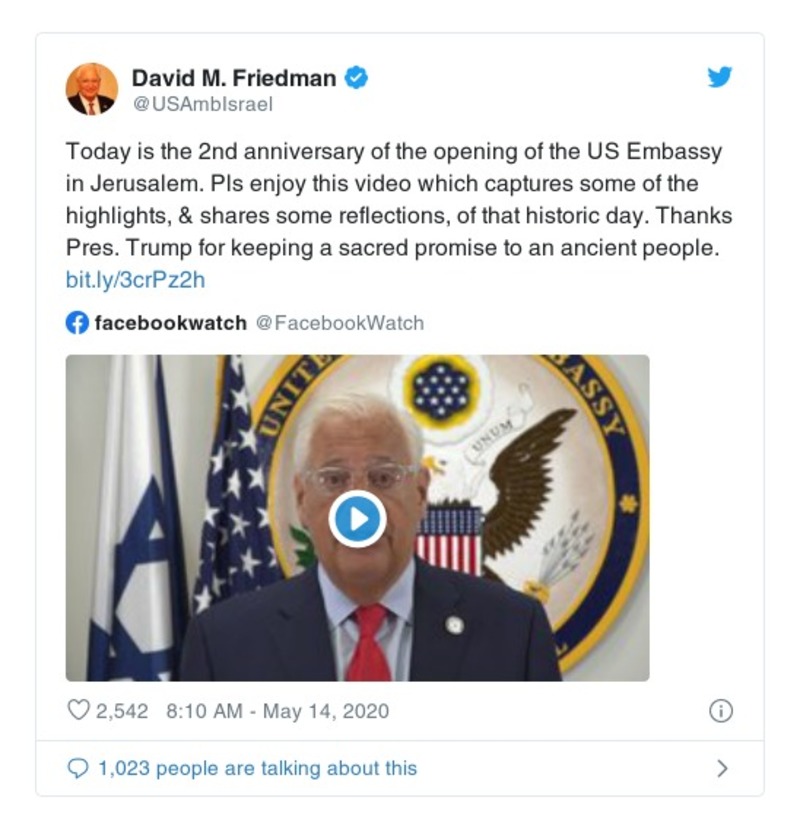 David M. Friedman
@USAmbIsrael
Today is the 2nd anniversary of the opening of the US Embassy
in Jerusalem. Pls enjoy this video which captures some of the
highlights, & shares some reflections, of that historic day. Thanks
Pres. Trump for keeping a sacred promise to an ancient people.
bit.ly/3crPz2h
facebookwatch @FacebookWatch
UNITE
BASSY
UNUM
2,542 8:10 AM - May 14, 2020
1,023 people are talking about this